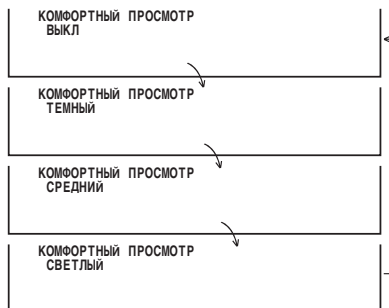 КОМФОРТНЫЙ ПРОСМОТР
ВЫКЛ
КОМФОРТНЫЙ ПРОСМОТР
ТЕМНЫЙ
КОМФОРТНЫЙ ПРОСМОТР
СРЕДНИЙ
КОМФОРТНЫЙ ПРОСМОТР
СВЕТЛЫЙ